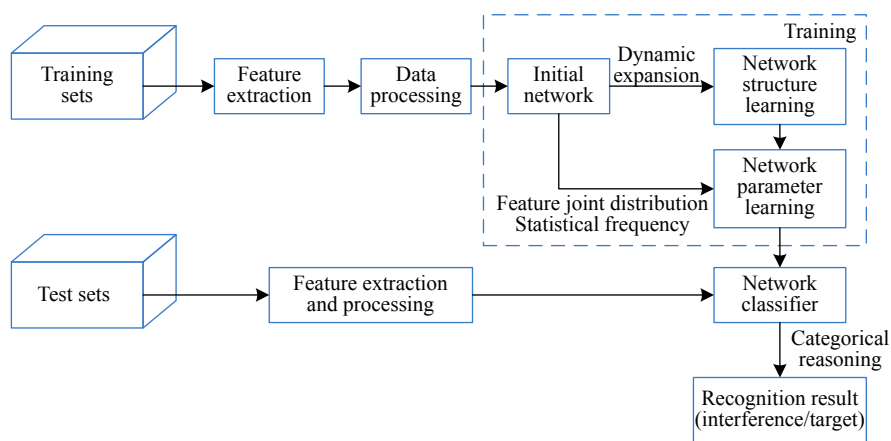 Training
Training
sets
Feature
extraction
Data
processing
Initial
network
Dynamic
expansion
Network
structure
learning
Feature joint distribution
Statistical frequency
Network
parameter
learning
Test sets
Feature extraction
and processing
Network
classifier
Categorical
reasoning
Recognition result
(interference/target)